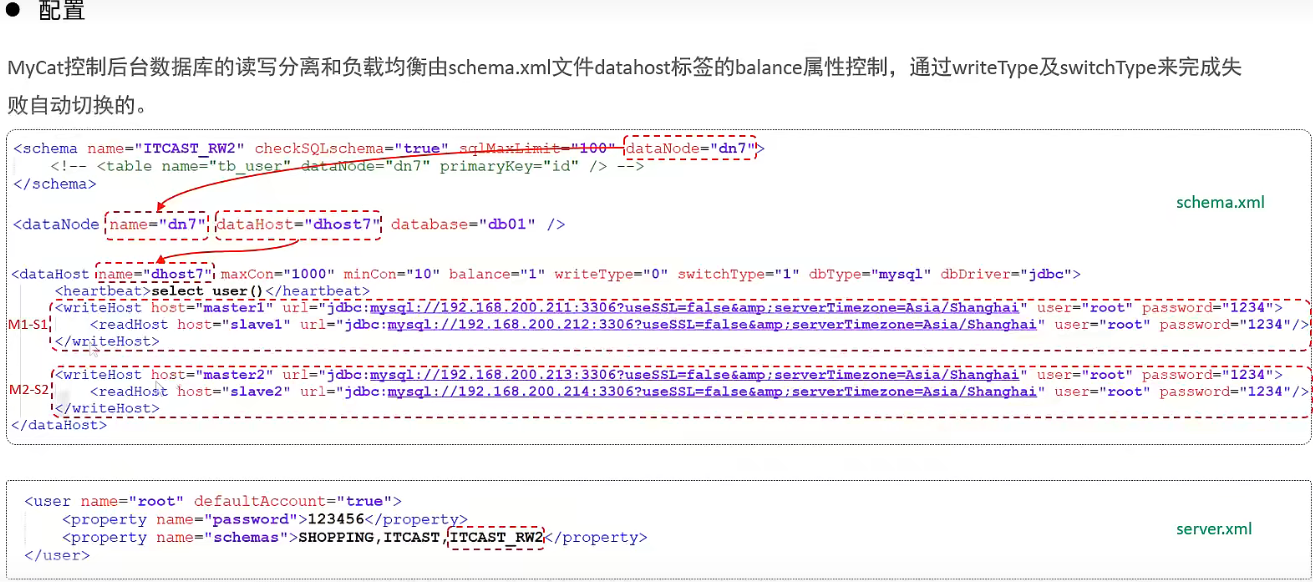 ● 配置
MyCat控制后台数据库的读写分离和负载均衡由schema.xml文件datahost标签的balance属性控制，通过writeType及switchType来完成失
败自动切换的。
<schema name="ITCAST_RW2" checkSQLschema="true" sqlMaxLimit="100" dataNode="dn7">
<!-- <table name="tb_user" dataNode="dn7" primaryKey="id" /> -->
</schema>
schema.xml
<dataNode name="dn7" dataHost="dhost7" database="db01" />
<dataHost name="dhost7" maxCon="1000" minCon="10" balance="1" writeType="0" switchType="1" dbType="mysql" dbDriver="jdbc">
<heartbeat>select user()</heartbeat>
<writeHost host="master1" url="jdbc:mysql://192.168.200.211:3306?useSSL=false&amp;serverTimezone=Asia/Shanghai" user="root" password="1234">
M1-S1 <readHost host="slave1" url="jdbc:mysql://192.168.200.212:3306?useSSL=false&amp;serverTimezone=Asia/Shanghai" user="root" password="1234"/>
</writeHost>
<writeHost host="master2" url="jdbc:mysql://192.168.200.213:3306?useSSL=false&amp;serverTimezone=Asia/Shanghai" user="root" password="1234">
M2-S2 <readHost host="slave2" url="jdbc:mysql://192.168.200.214:3306?useSSL=false&amp;serverTimezone=Asia/Shanghai" user="root" password="1234"/>
</writeHost>
</dataHost>
<user name="root" defaultAccount="true">
<property name="password">123456</property>
<property name="schemas">SHOPPING,ITCAST,ITCAST_RW2</property>
</user>
server.xml